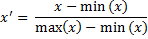 x′ = (x − min (x)) / (max(x) − min (x))